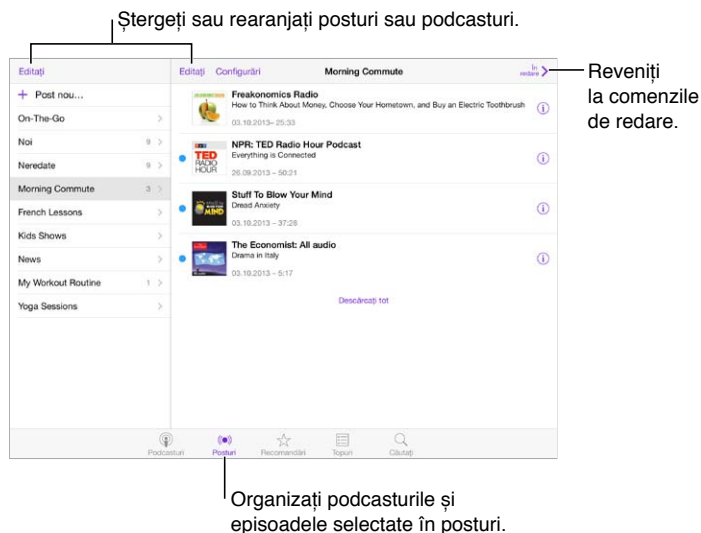 Ștergeți sau rearanjați posturi sau podcasturi.
Editați
Editați Configurări Morning Commute În redare
Reveniți
la comenzile
de redare.
+ Post nou...
On-The-Go
Noi 9
Neredate 9
Morning Commute 3
French Lessons
Kids Shows
News
My Workout Routine 1
Yoga Sessions
Freakonomics Radio
How to Think About Money, Choose Your Hometown, and Buy an Electric Toothbrush
03.10.2013– 25:33
NPR: TED Radio Hour Podcast
Everything is Connected
26.09.2013 – 50:21
TED
RADIO
HOUR
Stuff To Blow Your Mind
Dread Anxiety
03.10.2013 – 37:28
MIND
The Economist: All audio
Drama in Italy
03.10.2013 – 5:17
Descărcați tot
Podcasturi Posturi Recomandări Topuri Căutați
Organizați podcasturile și
episoadele selectate în posturi.